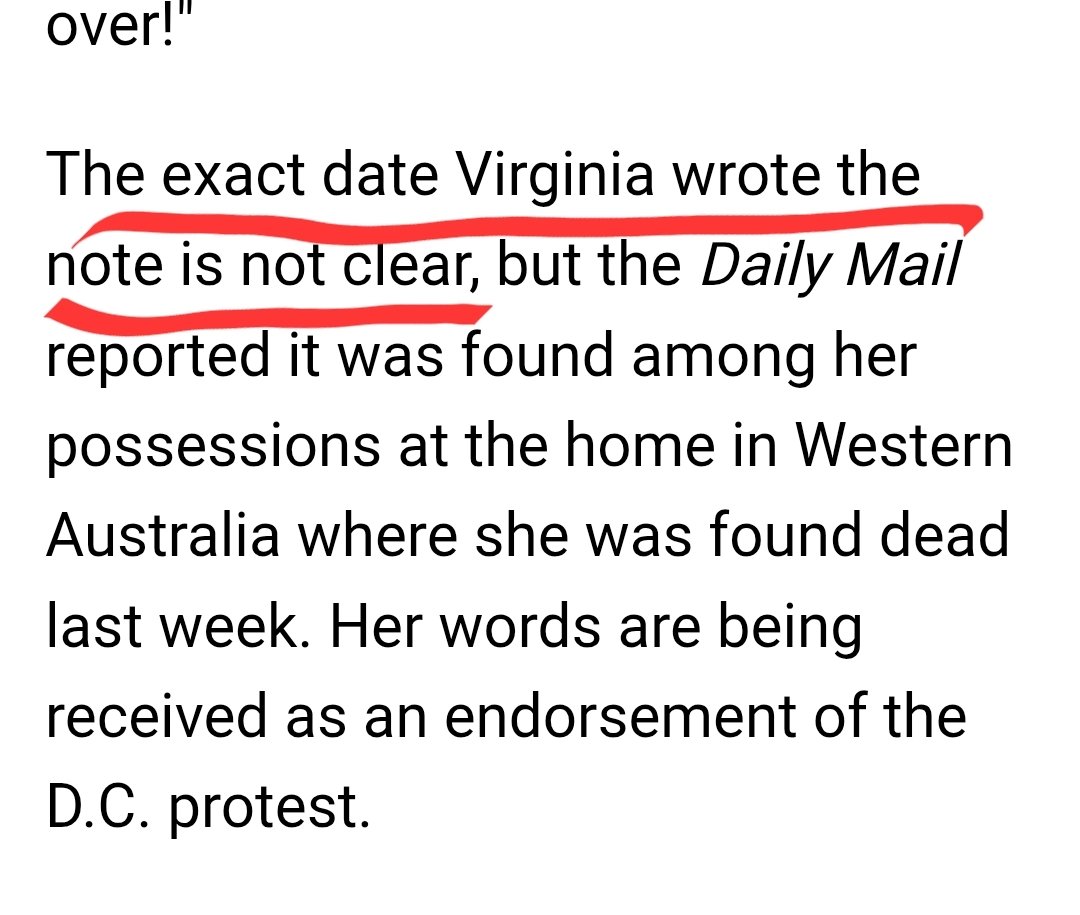 over!"
The exact date Virginia wrote the
note is not clear, but the Daily Mail
reported it was found among her
possessions at the home in Western
Australia where she was found dead
last week. Her words are being
received as an endorsement of the
D.C. protest.